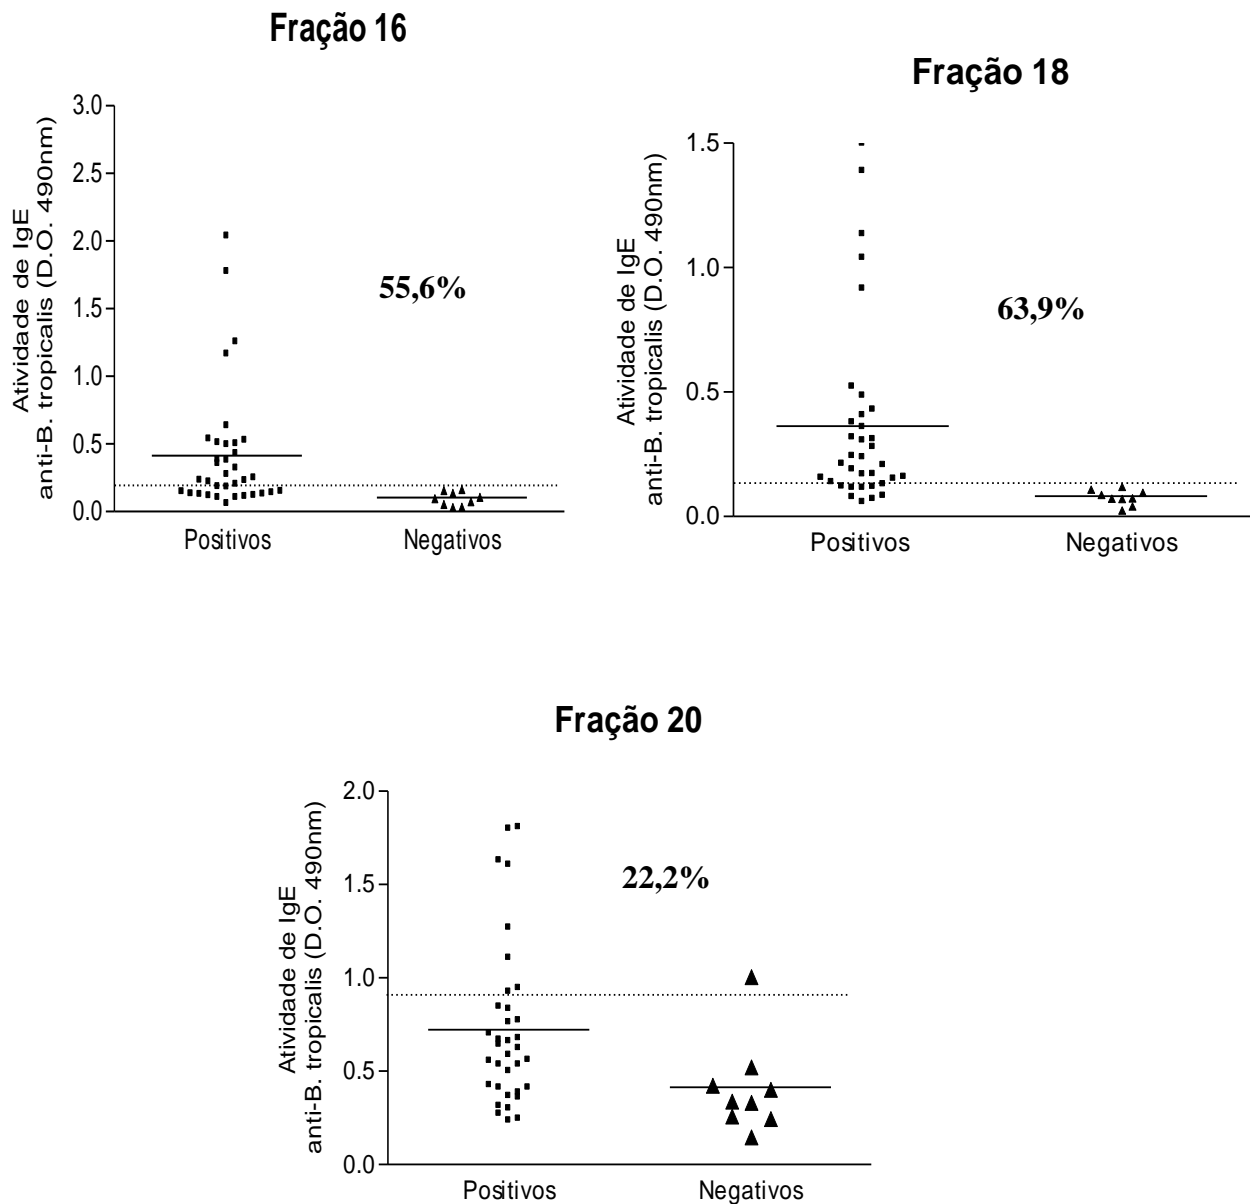 Fração 16
Atividade de IgE
anti-B. tropicalis (D.O. 490nm)
3.0
2.5
2.0
1.5
1.0
0.5
0.0
55,6%
Positivos
Negativos
Fração 18
Atividade de IgE
anti-B. tropicalis (D.O. 490nm)
1.5
1.0
0.5
0.0
63,9%
Positivos
Negativos
Fração 20
Atividade de IgE
anti-B. tropicalis (D.O. 490nm)
2.0
1.5
1.0
0.5
0.0
22,2%
Positivos
Negativos